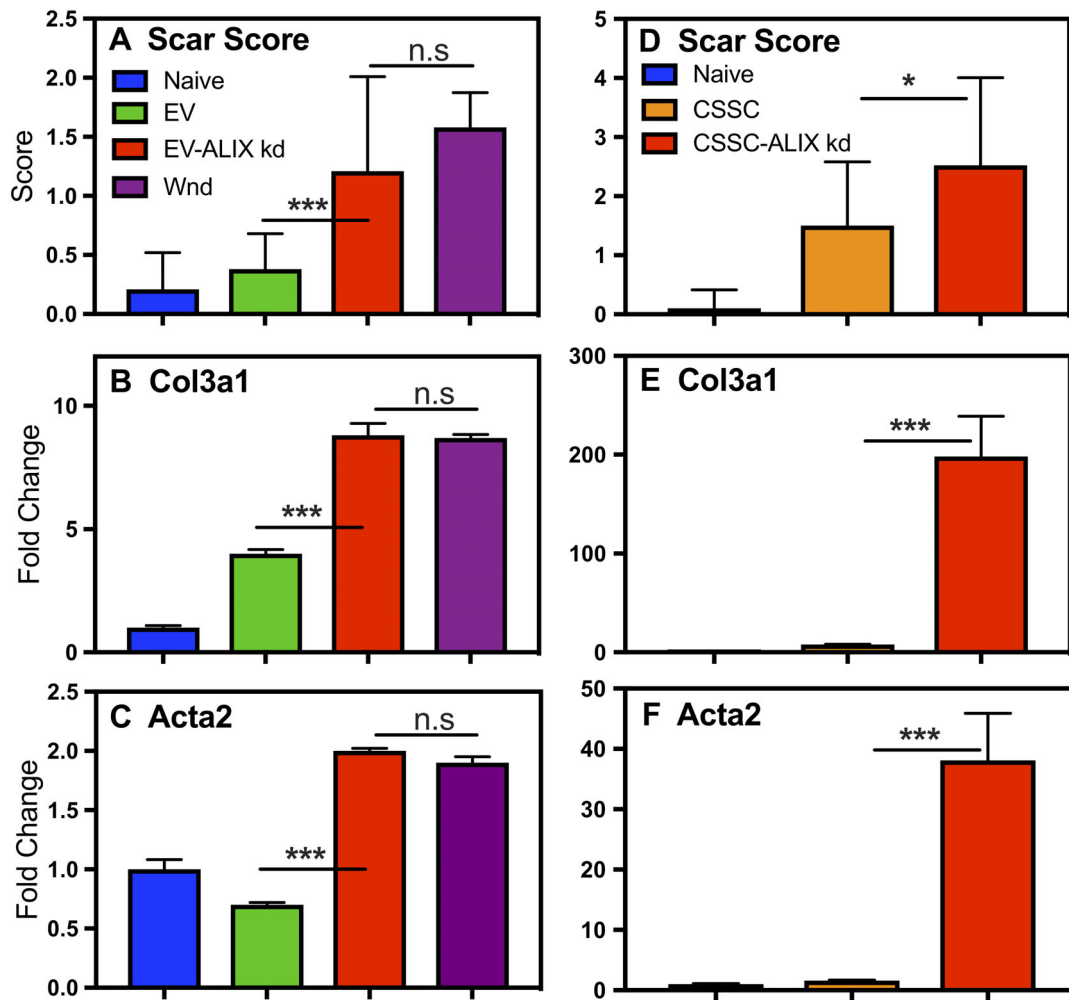 A Scar Score
Naive
EV
EV-ALIX kd
Wnd
***
n.s
Score
2.5
2.0
1.5
1.0
0.5
0.0
D Scar Score
Naive
CSSC
CSSC-ALIX kd
*
5
4
3
2
1
0
B Col3a1
n.s
***
Fold Change
10
5
0
E Col3a1
***
300
200
100
0
C Acta2
n.s
***
Fold Change
2.5
2.0
1.5
1.0
0.5
0.0
F Acta2
***
50
40
30
20
10
0